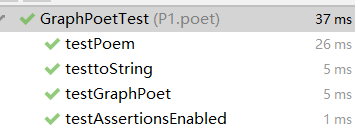 GraphPoetTest (P1.poet) 37 ms
testPoem 26 ms
testtoString 5 ms
testGraphPoet 5 ms
testAssertionsEnabled 1 ms